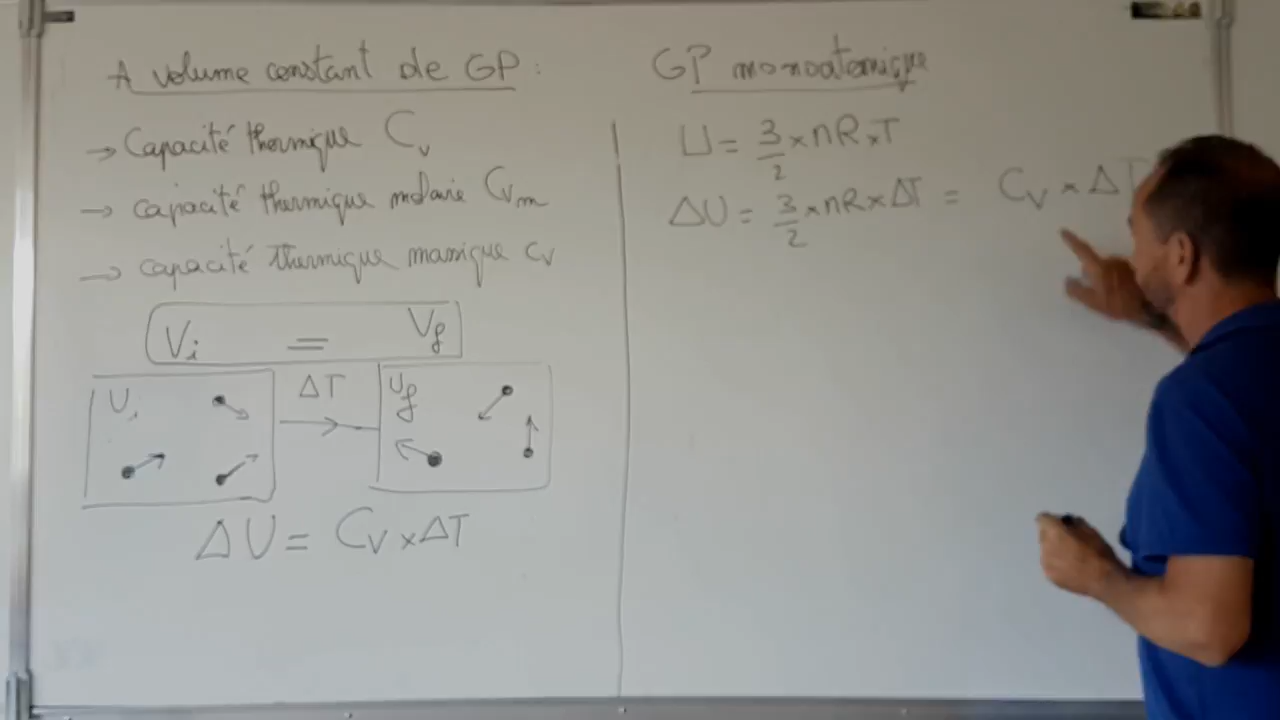 A volume constant de GP :
→ Capacité thermique Cv
→ capacité thermique molaire Cvm
→ capacité thermique massique cv
Vi = Vf
Ui
ΔT
Uf
ΔU = Cv × ΔT
GP monoatomique
U = 3/2 × nR × T
ΔU = 3/2 × nR × ΔT = Cv × ΔT